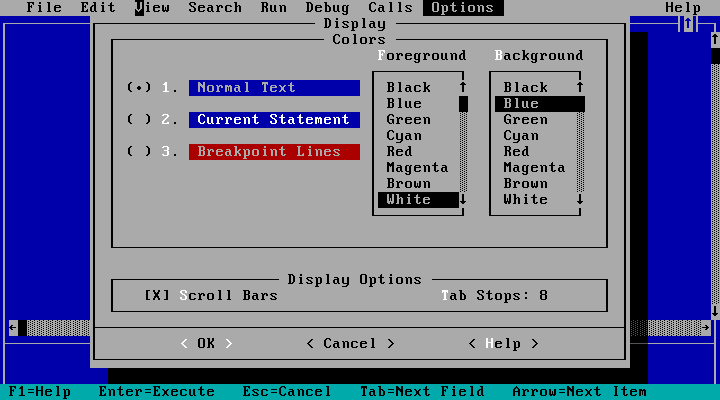 File Edit View Search Run Debug Calls Options Help
Display
Colors
Foreground Background
(•) 1. Normal Text
( ) 2. Current Statement
( ) 3. Breakpoint Lines
Black ↑ Black ↑
Blue Blue
Green Green
Cyan Cyan
Red Red
Magenta Magenta
Brown Brown
White ↓ White ↓
Display Options
[X] Scroll Bars Tab Stops: 8
< OK > < Cancel > < Help >
F1=Help Enter=Execute Esc=Cancel Tab=Next Field Arrow=Next Item